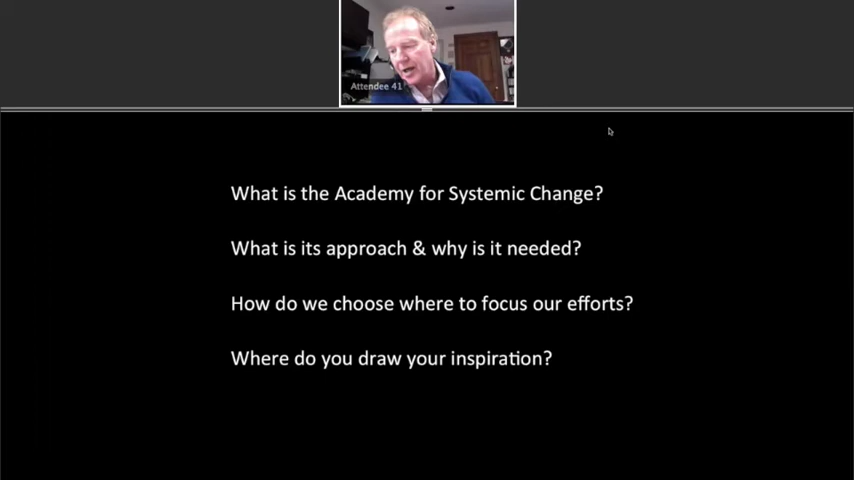 Attendee 41
What is the Academy for Systemic Change?
What is its approach & why is it needed?
How do we choose where to focus our efforts?
Where do you draw your inspiration?